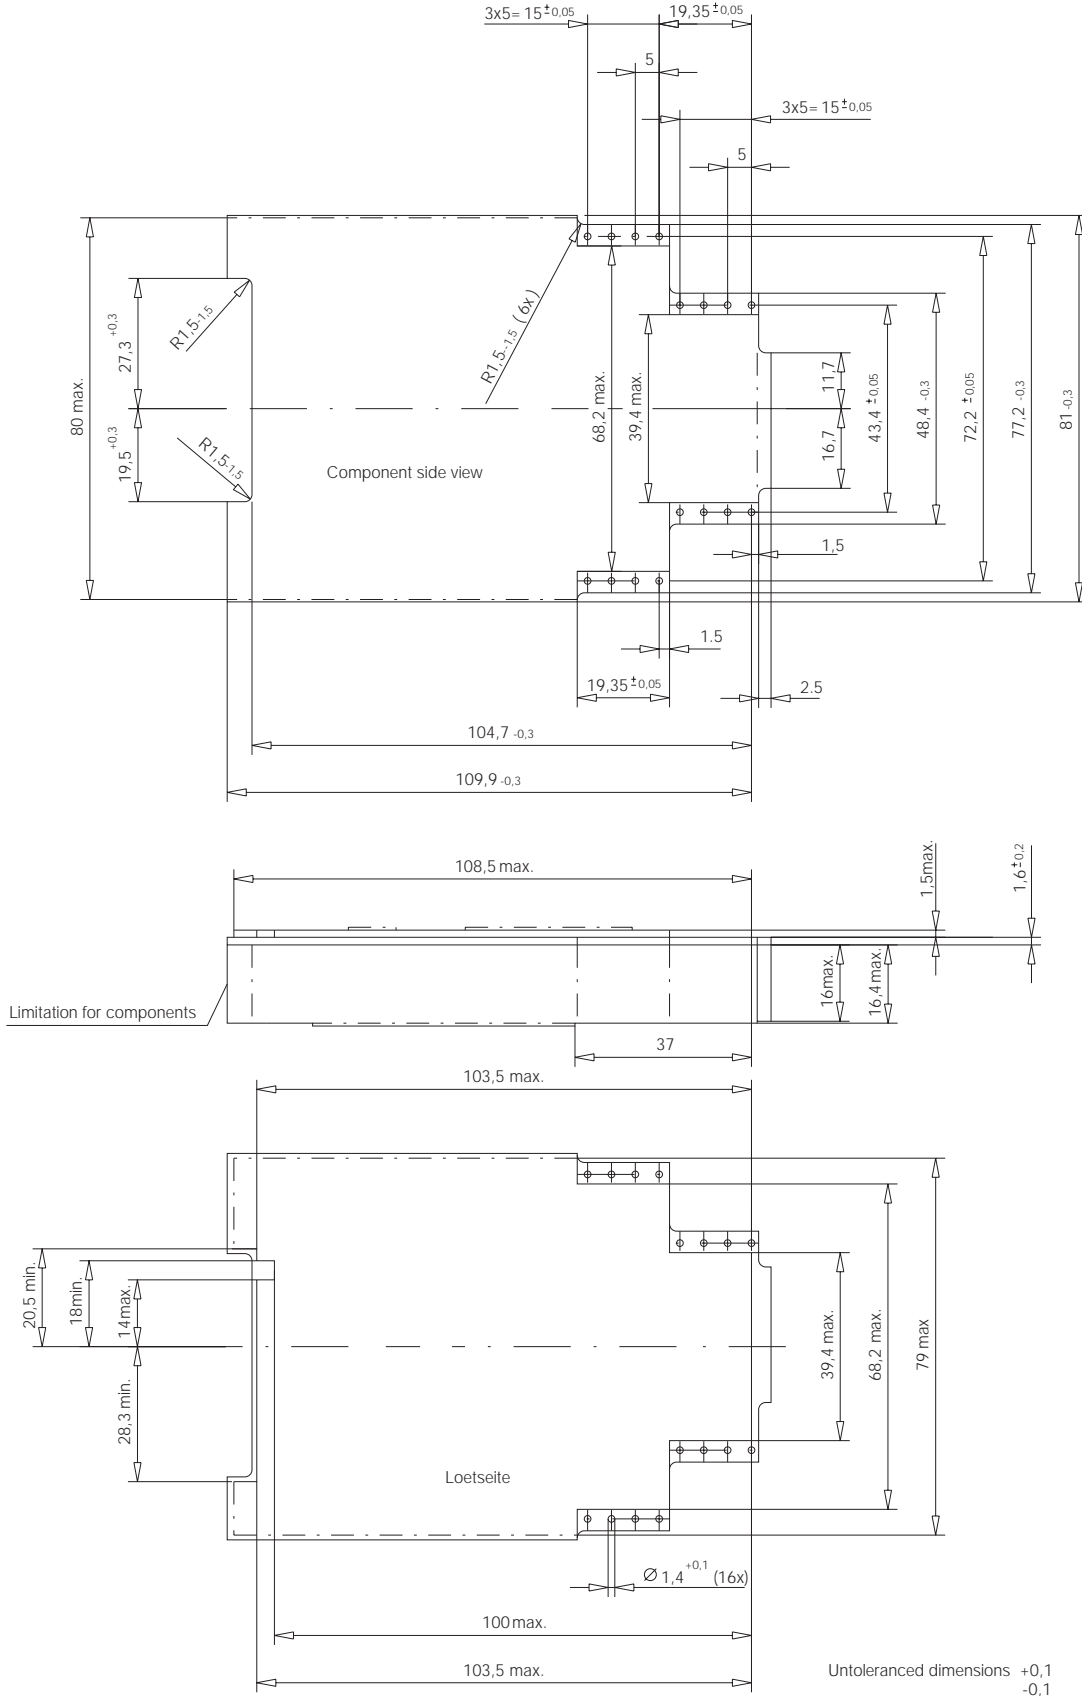 3x5= 15±0,05
19,35±0,05
5
3x5= 15±0,05
5
R1,5-1,5
R1,5--1,5 ( 6x )
27,3 +0,3
80 max.
19,5 +0,3
R1,5-1,5
Component side view
68,2 max.
39,4 max.
11,7
16,7
43,4 ±0,05
48,4 -0,3
72,2 ±0,05
77,2 -0,3
81-0,3
1,5
1.5
19,35±0,05
2.5
104,7 -0,3
109,9 -0,3
108,5 max.
1,5max.
1,6±0,2
16max.
16,4max.
Limitation for components
37
103,5 max.
20,5 min.
18min.
14max.
28,3 min.
39,4 max.
68,2 max.
79 max
Loetseite
Ø 1,4 +0,1 (16x)
100 max.
103,5 max.
Untoleranced dimensions +0,1
-0,1